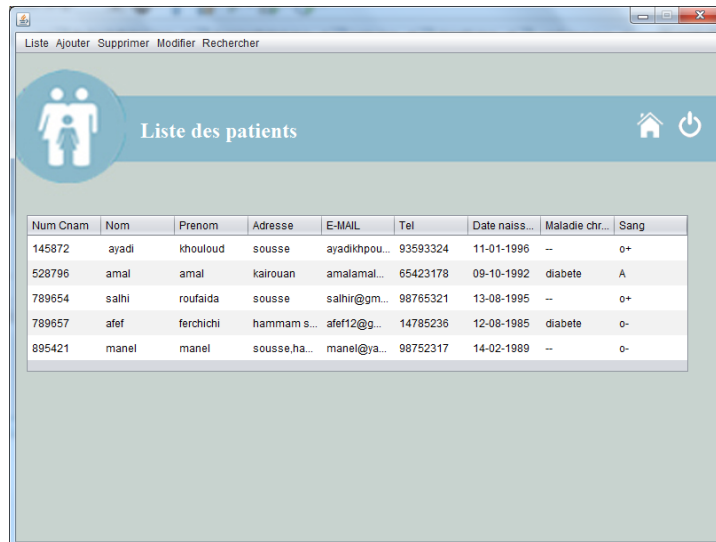 Liste Ajouter Supprimer Modifier Rechercher
Liste des patients
Num Cnam Nom Prenom Adresse E-MAIL Tel Date naiss... Maladie chr... Sang
145872 ayadi khouloud sousse ayadikhpou... 93593324 11-01-1996 -- o+
528796 amal amal kairouan amalamal... 65423178 09-10-1992 diabete A
789654 salhi roufaida sousse salhir@gm... 98765321 13-08-1995 -- o+
789657 afef ferchichi hammam s... afef12@g... 14785236 12-08-1985 diabete o-
895421 manel manel sousse,ha... manel@ya... 98752317 14-02-1989 -- o-